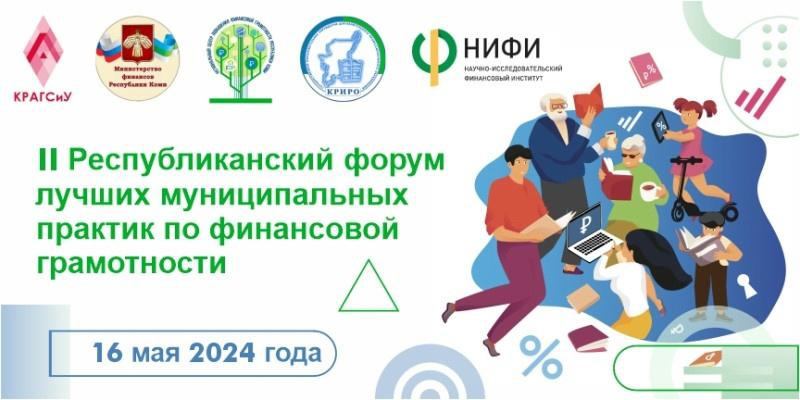 КРАГСиУ
Министерство
финансов
Республики Коми
КРИРО
НИФИ
НАУЧНО-ИССЛЕДОВАТЕЛЬСКИЙ
ФИНАНСОВЫЙ ИНСТИТУТ
II Республиканский форум
лучших муниципальных
практик по финансовой
грамотности
16 мая 2024 года
₽
%
%
₽
%